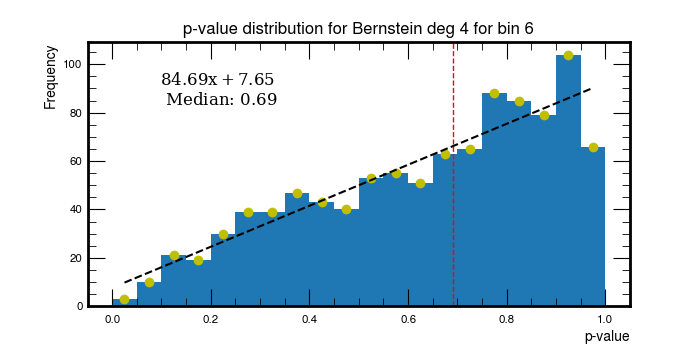 p-value distribution for Bernstein deg 4 for bin 6
Frequency
84.69x + 7.65
Median: 0.69
100
80
60
40
20
0
0.0 0.2 0.4 0.6 0.8 1.0
p-value